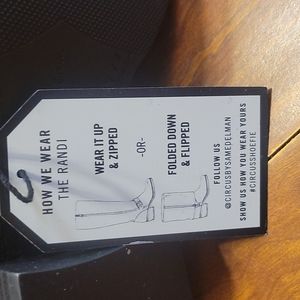 HOW WE WEAR
THE RANDI
WEAR IT UP
& ZIPPED
-OR-
FOLDED DOWN
& FLIPPED
FOLLOW US
@CIRCUSBYSAMEDELMAN
SHOW US HOW YOU WEAR YOURS
#CIRCUSSHOEFIE